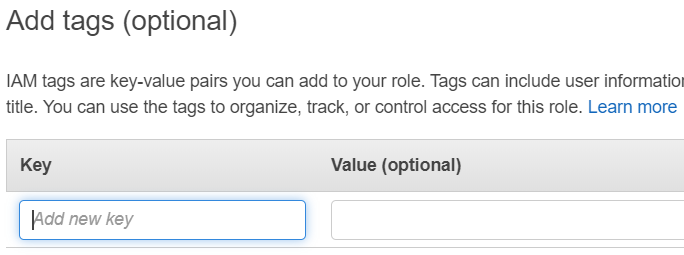 Add tags (optional)
IAM tags are key-value pairs you can add to your role. Tags can include user information
title. You can use the tags to organize, track, or control access for this role. Learn more
Key Value (optional)
Add new key